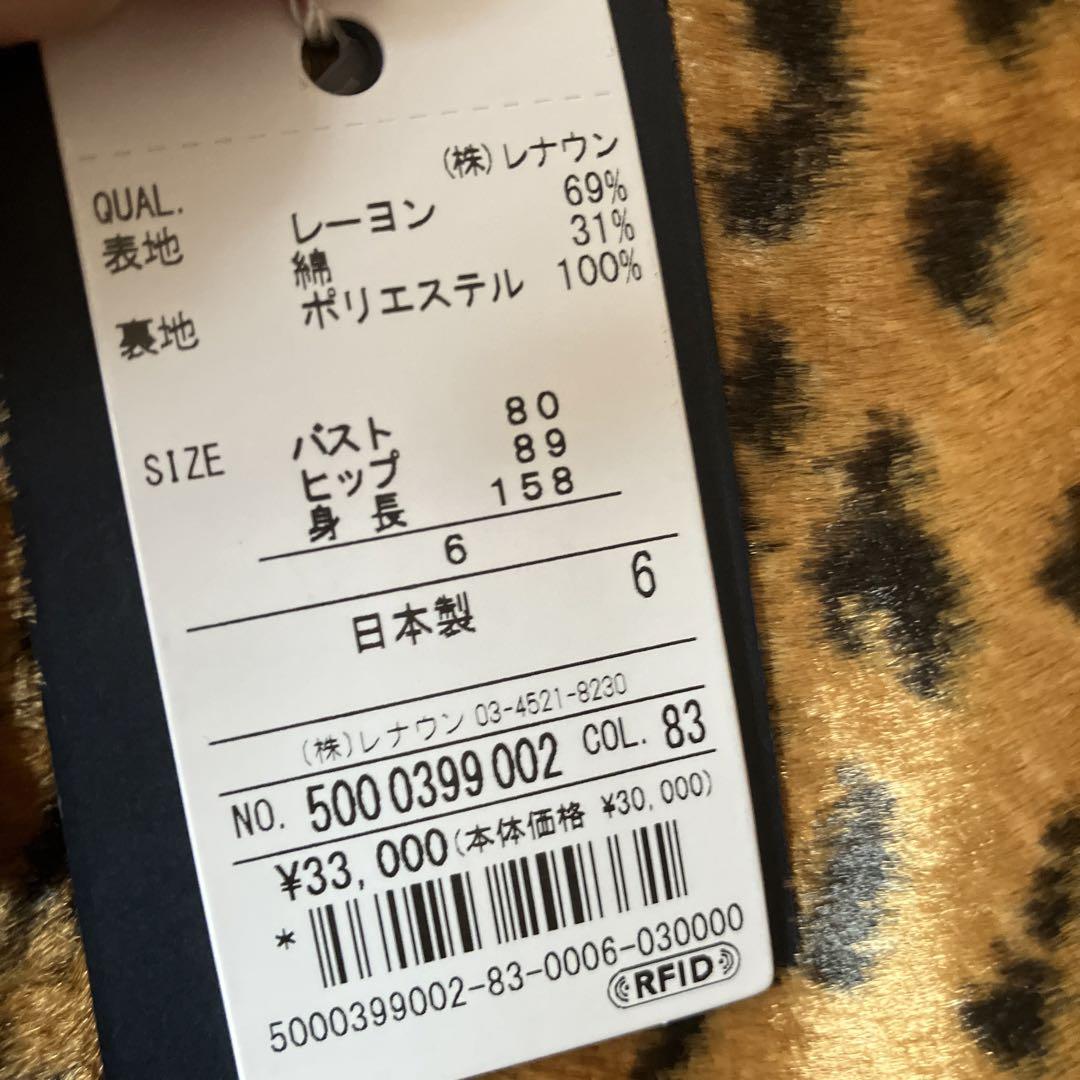 (株)レナウン
QUAL.
表地 レーヨン 69%
綿 31%
裏地 ポリエステル 100%
SIZE バスト 80
ヒップ 89
身長 158
6
日本製 6
(株)レナウン 03-4521-8230
NO. 5000399002 COL. 83
¥33,000(本体価格 ¥30,000)
*
5000399002-83-0006-030000
RFID